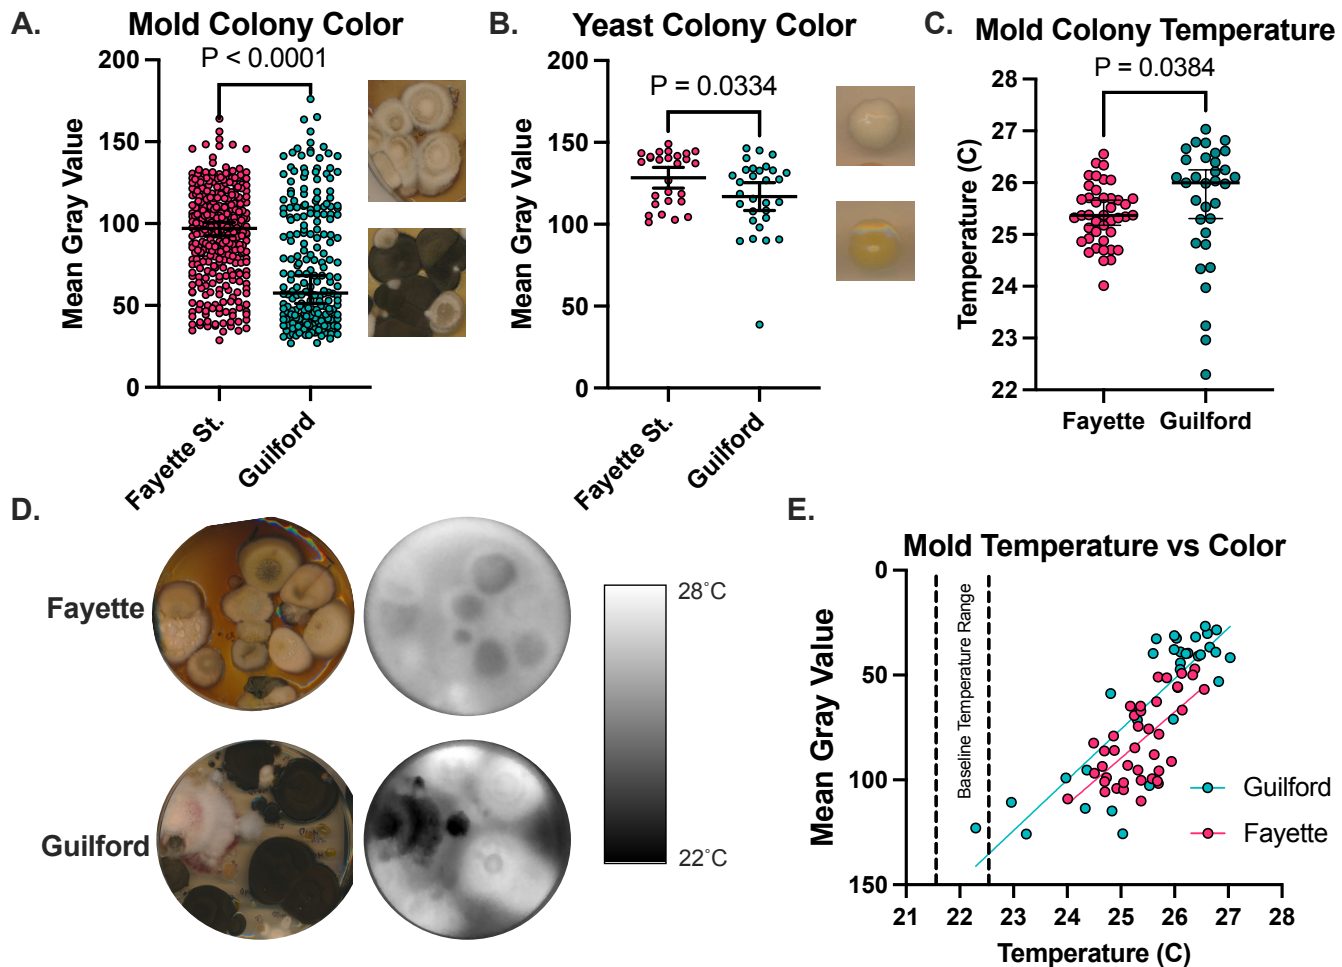 A.
Mold Colony Color
P < 0.0001
Mean Gray Value
200
150
100
50
0
Fayette St.
Guilford
B.
Yeast Colony Color
P = 0.0334
Mean Gray Value
200
150
100
50
0
Fayette St.
Guilford
C.
Mold Colony Temperature
P = 0.0384
Temperature (C)
28
27
26
25
24
23
22
Fayette
Guilford
D.
Fayette
Guilford
28˚C
22˚C
E.
Mold Temperature vs Color
Mean Gray Value
0
50
100
150
Baseline Temperature Range
Guilford
Fayette
21 22 23 24 25 26 27 28
Temperature (C)